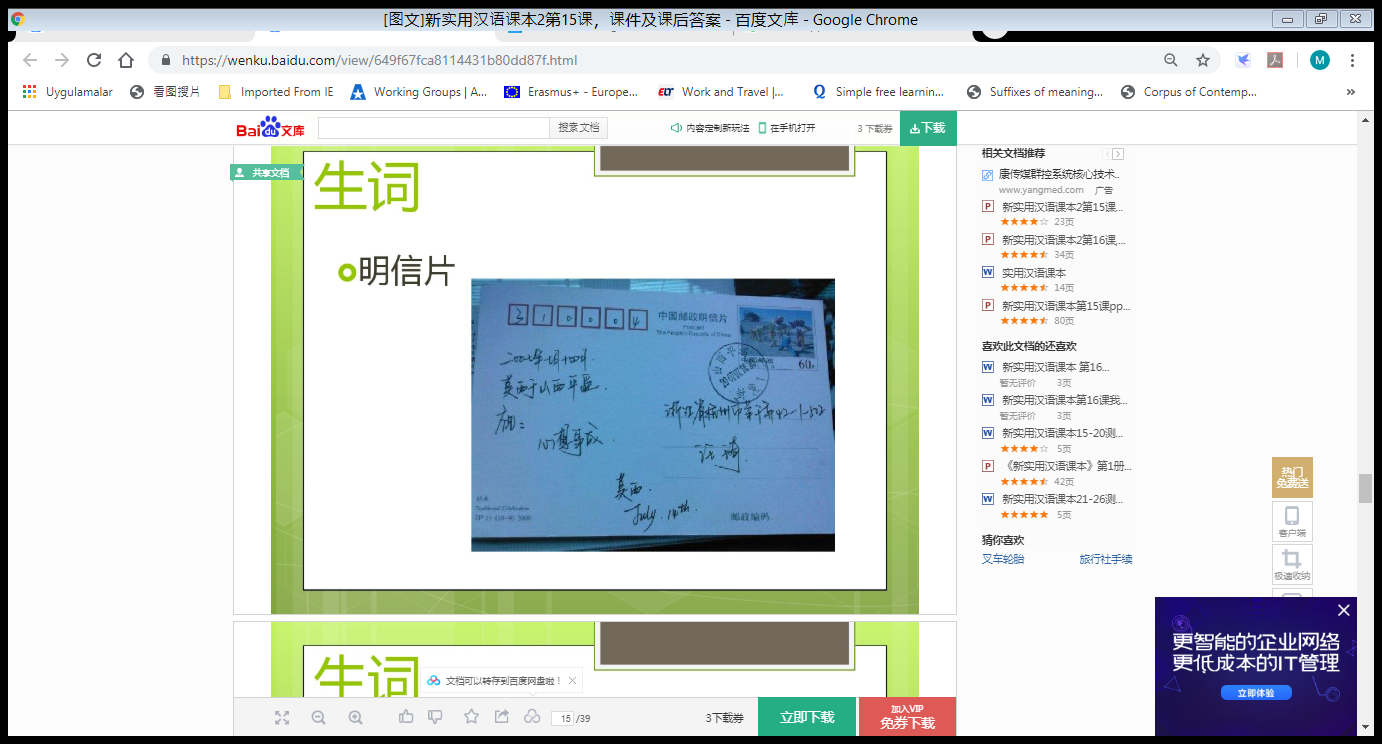 [图文]新实用汉语课本2第15课，课件及课后答案 - 百度文库 - Google Chrome
https://wenku.baidu.com/view/649f67fca8114431b80dd87f.html
M
Uygulamalar 看图搜片 Imported From IE Working Groups | A... Erasmus+ - Europe... ELT Work and Travel |... Q Simple free learnin... Suffixes of meaning... Corpus of Contemp... »
Bai du 文库 搜索文档 内容定制新玩法 在手机打开 3 下载券 下载
共享文档
生词
明信片
310004
中国邮政明信片
Postcard
The People's Republic of China
60
心想事成
莫西
July. 14th.
邮政编码
生词
文档可以转存到百度网盘啦！
15 /39 3下载券 立即下载 加入VIP
免券下载
相关文档推荐
康传媒群控系统核心技术..
www.yangmed.com 广告
P 新实用汉语课本2第15课...
23页
P 新实用汉语课本2第16课,...
34页
W 实用汉语课本
14页
P 新实用汉语课本第15课pp...
80页
喜欢此文档的还喜欢
W 新实用汉语课本 第16...
暂无评价 3页
W 新实用汉语课本第16课我...
暂无评价 3页
W 新实用汉语课本15-20测...
5页
P 《新实用汉语课本》第1册...
42页
W 新实用汉语课本21-26测...
5页
猜你喜欢
叉车轮胎 旅行社手续
热门
免费送
客户端
极速收纳
更智能的企业网络
更低成本的IT管理
立即体验